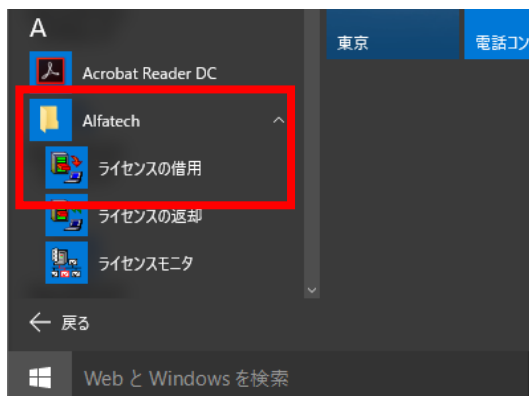 A
Acrobat Reader DC
Alfatech
ライセンスの借用
ライセンスの返却
ライセンスモニタ
戻る
Web と Windows を検索
東京
電話コン